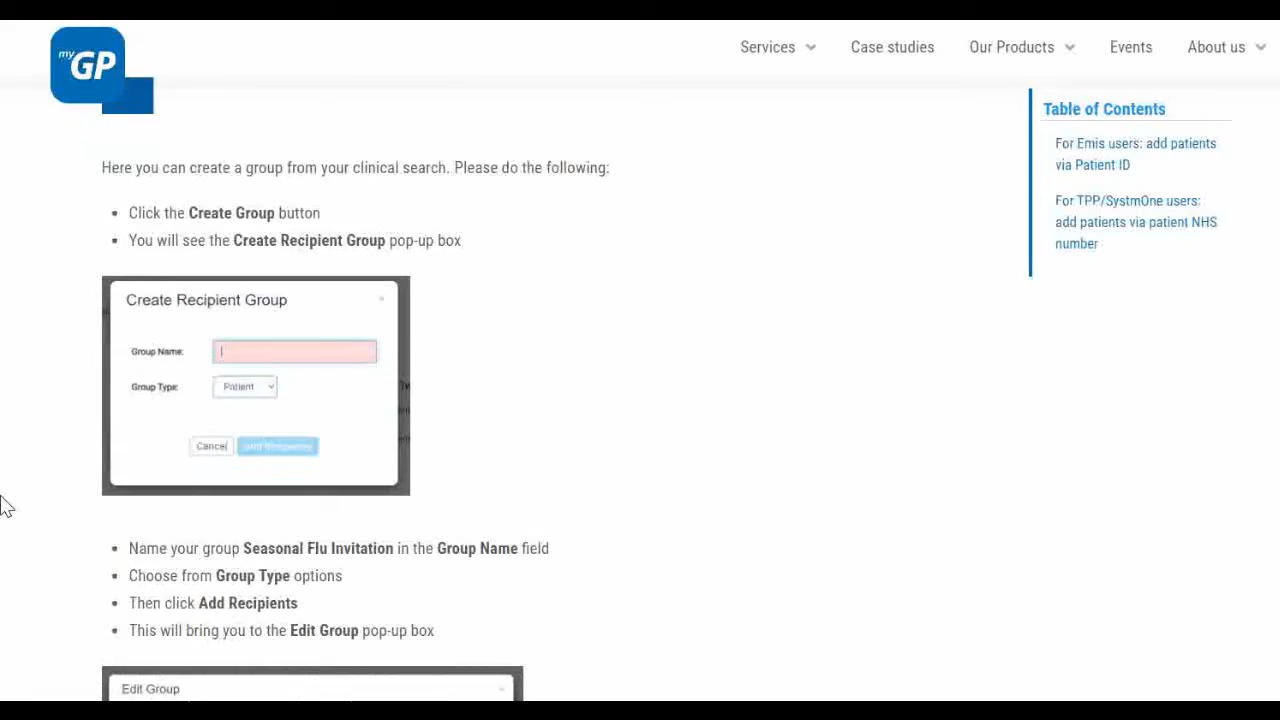 my
GP
Services
Case studies
Our Products
Events
About us
Table of Contents
For Emis users: add patients
via Patient ID
For TPP/SystmOne users:
add patients via patient NHS
number
Here you can create a group from your clinical search. Please do the following:
Click the Create Group button
You will see the Create Recipient Group pop-up box
Create Recipient Group
Group Name:
Group Type: Patient
Cancel Add Recipients
Name your group Seasonal Flu Invitation in the Group Name field
Choose from Group Type options
Then click Add Recipients
This will bring you to the Edit Group pop-up box
Edit Group